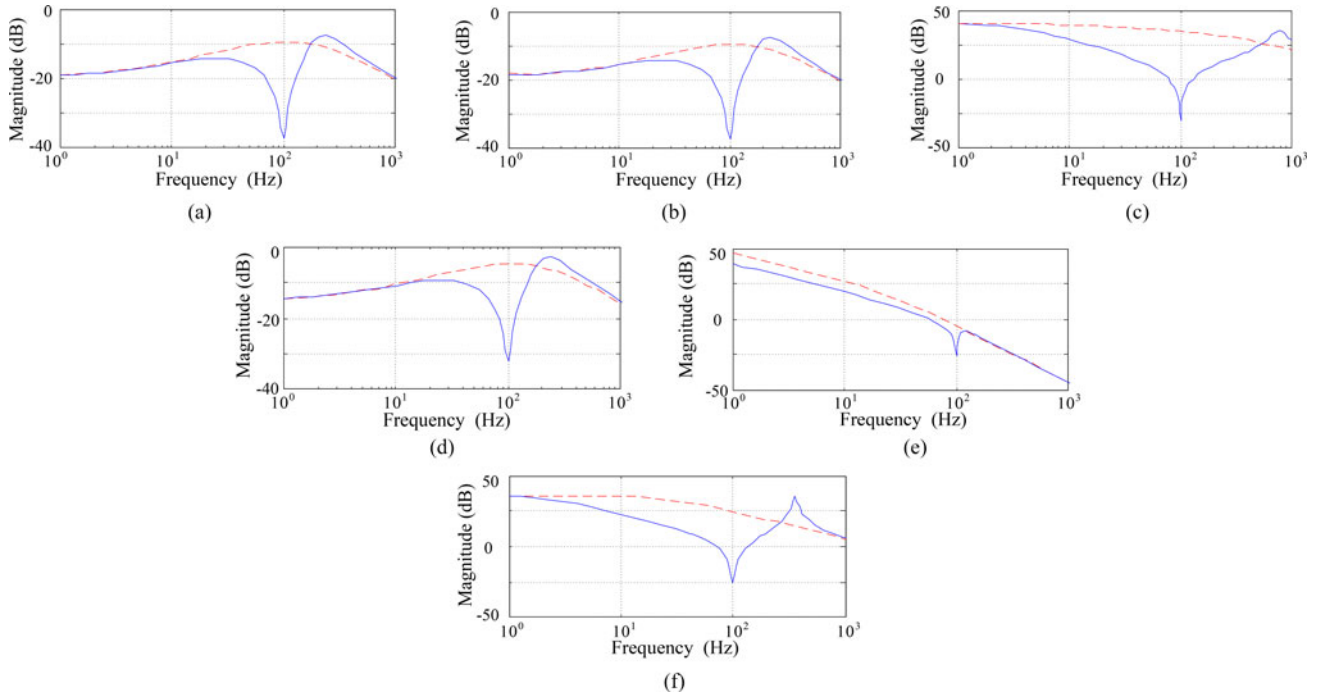 0
-20
-40
Magnitude (dB)
10^0 10^1 10^2 10^3
Frequency (Hz)
(a)
0
-20
-40
Magnitude (dB)
10^0 10^1 10^2 10^3
Frequency (Hz)
(b)
50
0
-50
Magnitude (dB)
10^0 10^1 10^2 10^3
Frequency (Hz)
(c)
0
-20
-40
Magnitude (dB)
10^0 10^1 10^2 10^3
Frequency (Hz)
(d)
50
0
-50
Magnitude (dB)
10^0 10^1 10^2 10^3
Frequency (Hz)
(e)
50
0
-50
Magnitude (dB)
10^0 10^1 10^2 10^3
Frequency (Hz)
(f)